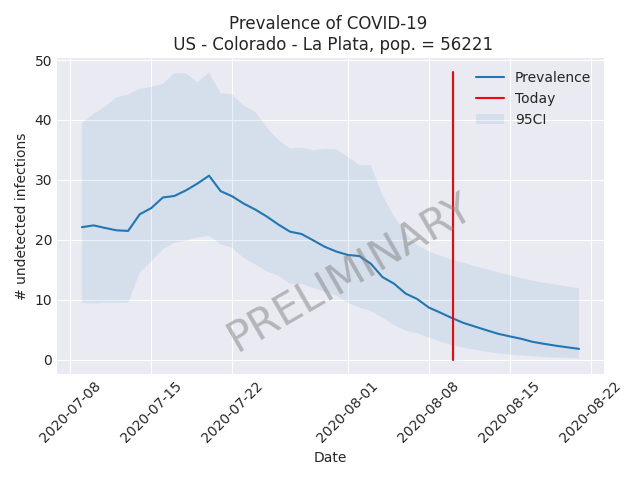 Prevalence of COVID-19
US - Colorado - La Plata, pop. = 56221
# undetected infections
50
40
30
20
10
0
Prevalence
Today
95CI
PRELIMINARY
2020-07-08
2020-07-15
2020-07-22
2020-08-01
2020-08-08
2020-08-15
2020-08-22
Date